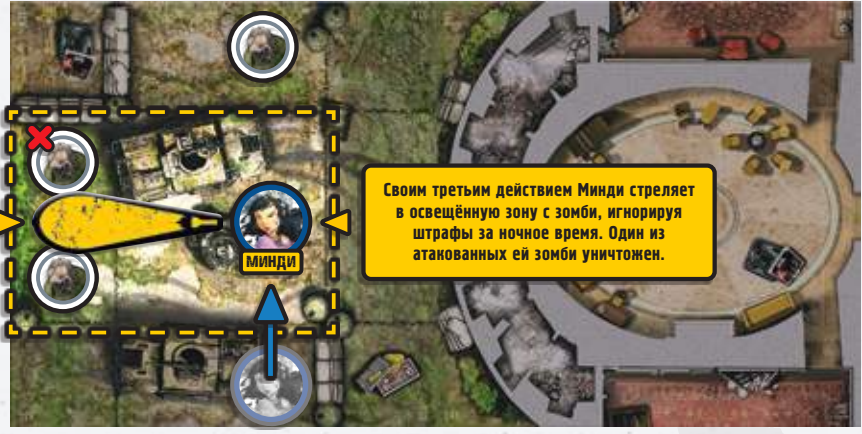 МИНДИ
Своим третьим действием Минди стреляет
в освещённую зону с зомби, игнорируя
штрафы за ночное время. Один из
атакованных ей зомби уничтожен.